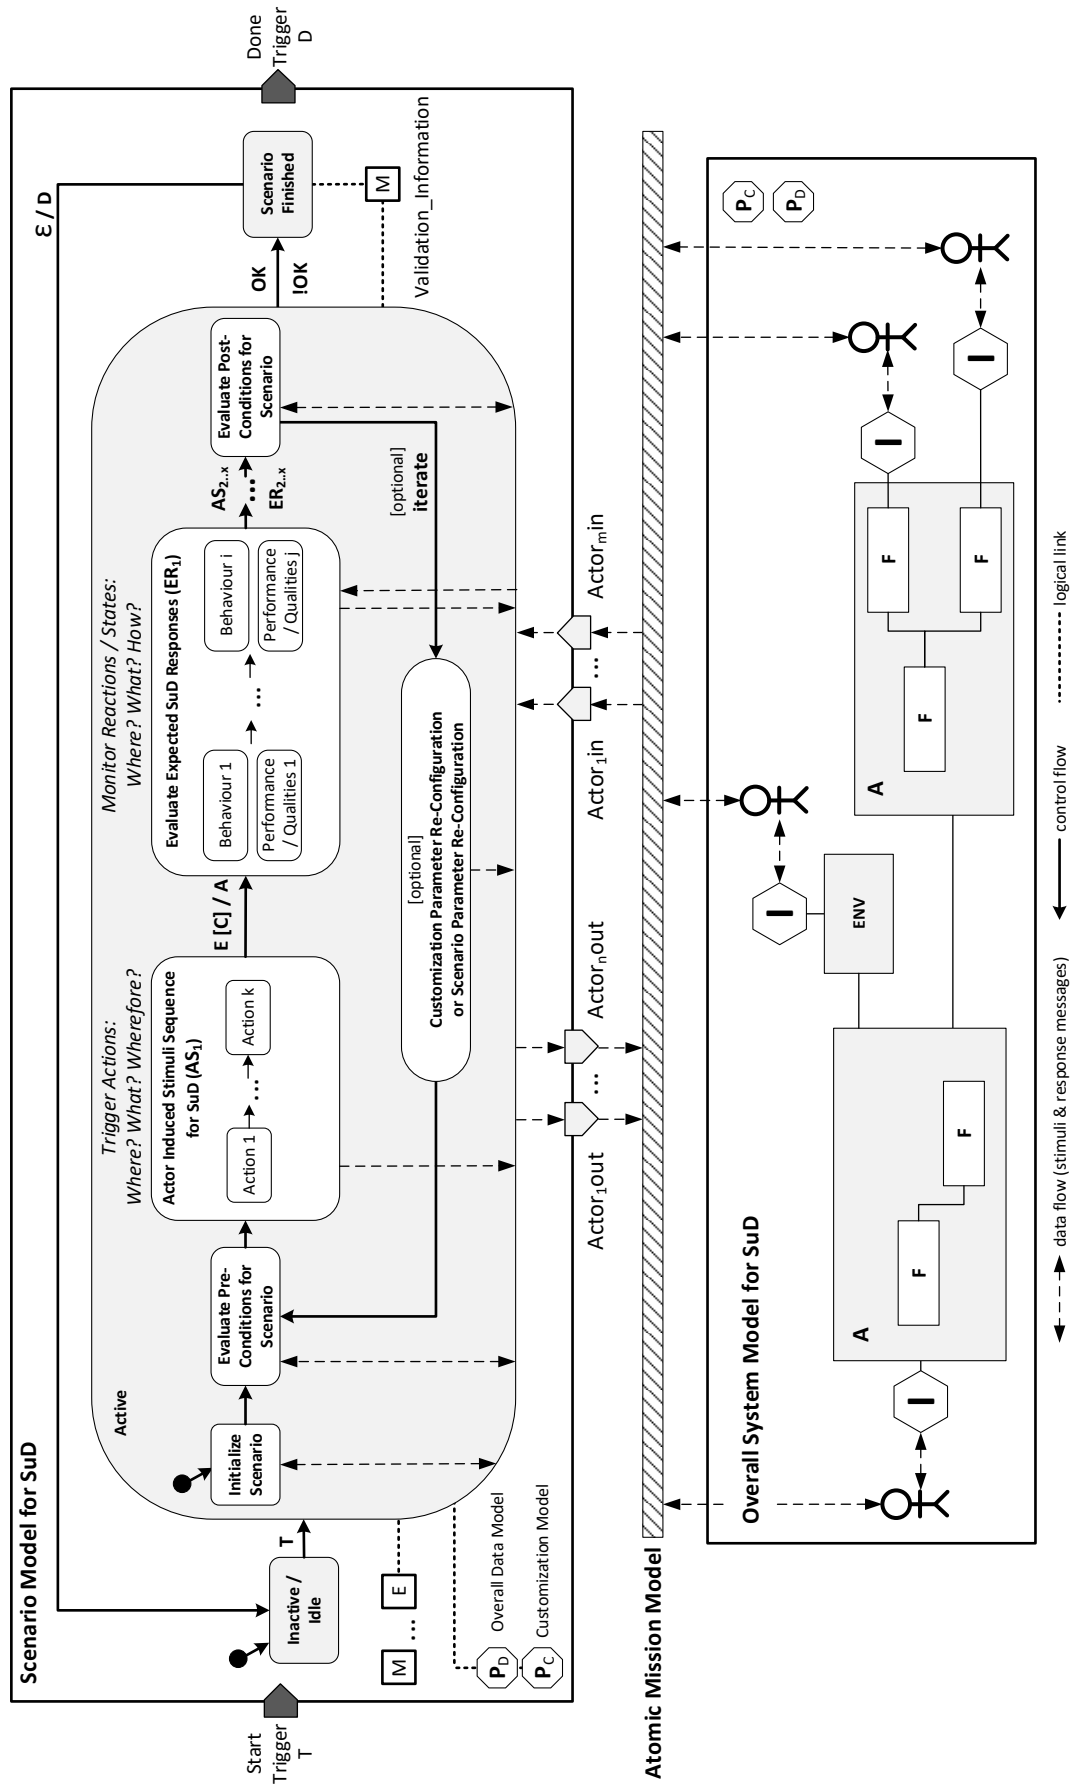 Scenario Model for SuD
Start
Trigger
T
Inactive /
Idle
T
Active
Initialize
Scenario
Evaluate Pre-
Conditions for
Scenario
Trigger Actions:
Where? What? Wherefore?
Actor Induced Stimuli Sequence
for SuD (AS1)
Action 1
...
Action k
E [C] / A
Monitor Reactions / States:
Where? What? How?
Evaluate Expected SuD Responses (ER1)
Behaviour 1
Behaviour i
...
Performance
/ Qualities 1
Performance
/ Qualities j
AS2..x
...
ER2..x
Evaluate Post-
Conditions for
Scenario
[optional]
iterate
[optional]
Customization Parameter Re-Configuration
or Scenario Parameter Re-Configuration
OK
!OK
Scenario
Finished
ε / D
Done
Trigger
D
M
Validation_Information
M
...
E
PD
Overall Data Model
PC
Customization Model
Actor1out
...
Actornout
Actor1in
...
Actormin
Atomic Mission Model
Overall System Model for SuD
PC
PD
I
A
F
F
ENV
I
A
F
F
F
I
I
data flow (stimuli & response messages)
control flow
logical link